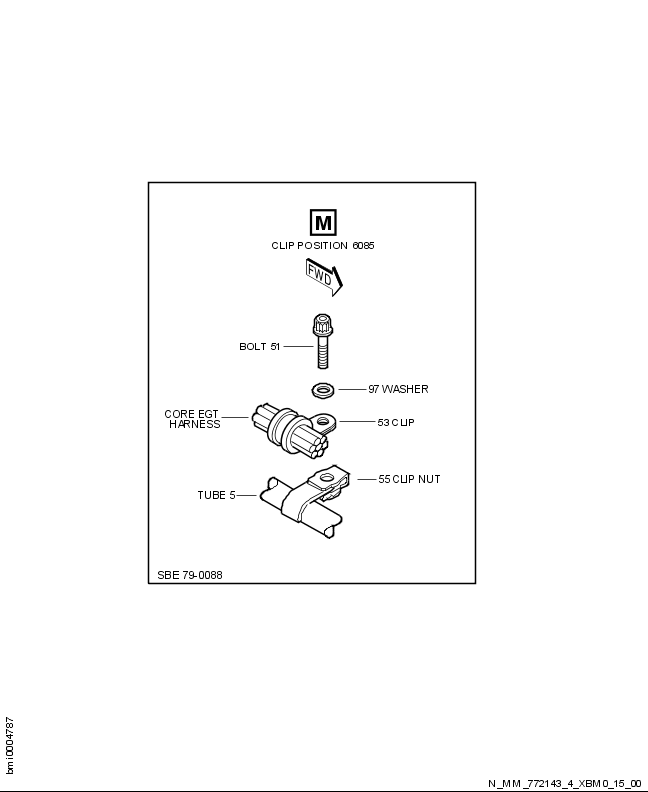 M
CLIP POSITION 6085
FWD
BOLT 51
97 WASHER
CORE EGT
HARNESS
53 CLIP
55 CLIP NUT
TUBE 5
SBE 79-0088
bmi0004787
N_MM_772143_4_XBM0_15_00